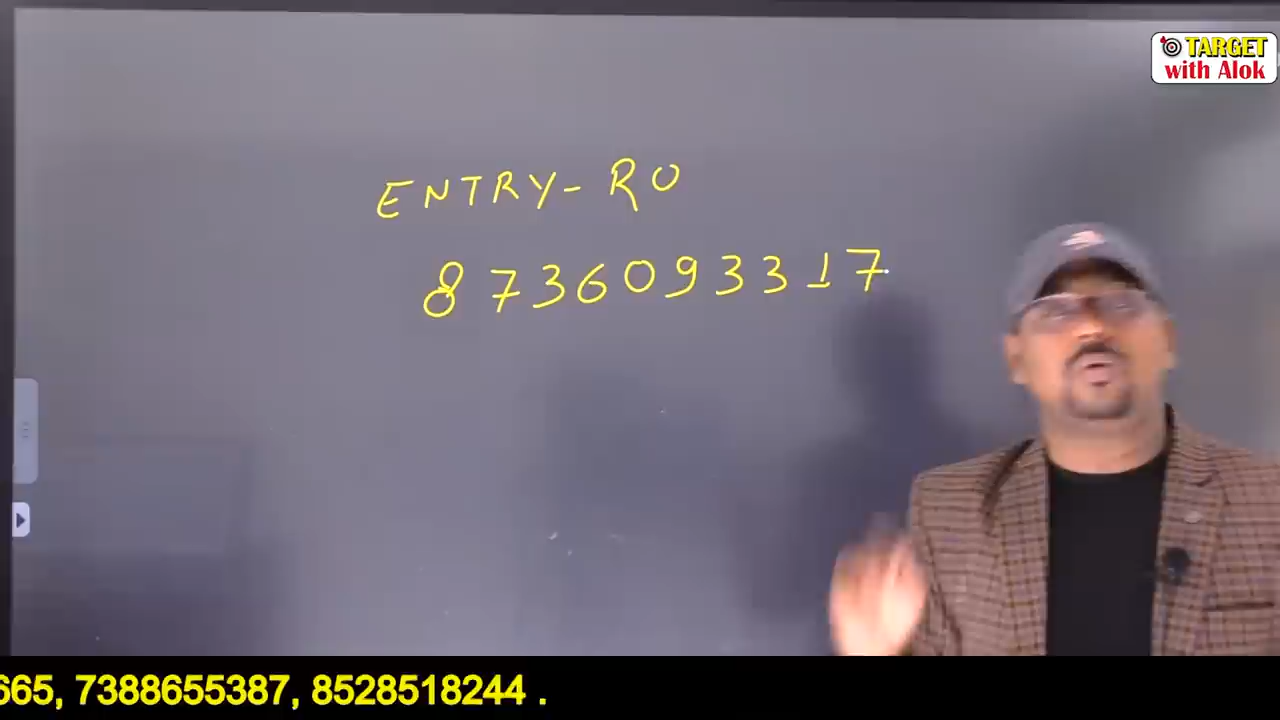 TARGET
with Alok
ENTRY-RO
8736093317
665, 7388655387, 8528518244 .